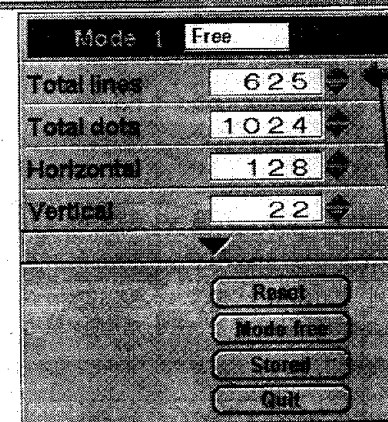 Mode 1 Free
Total lines 625
Total dots 1024
Horizontal 128
Vertical 22
Reset
Mode free
Stored
Quit